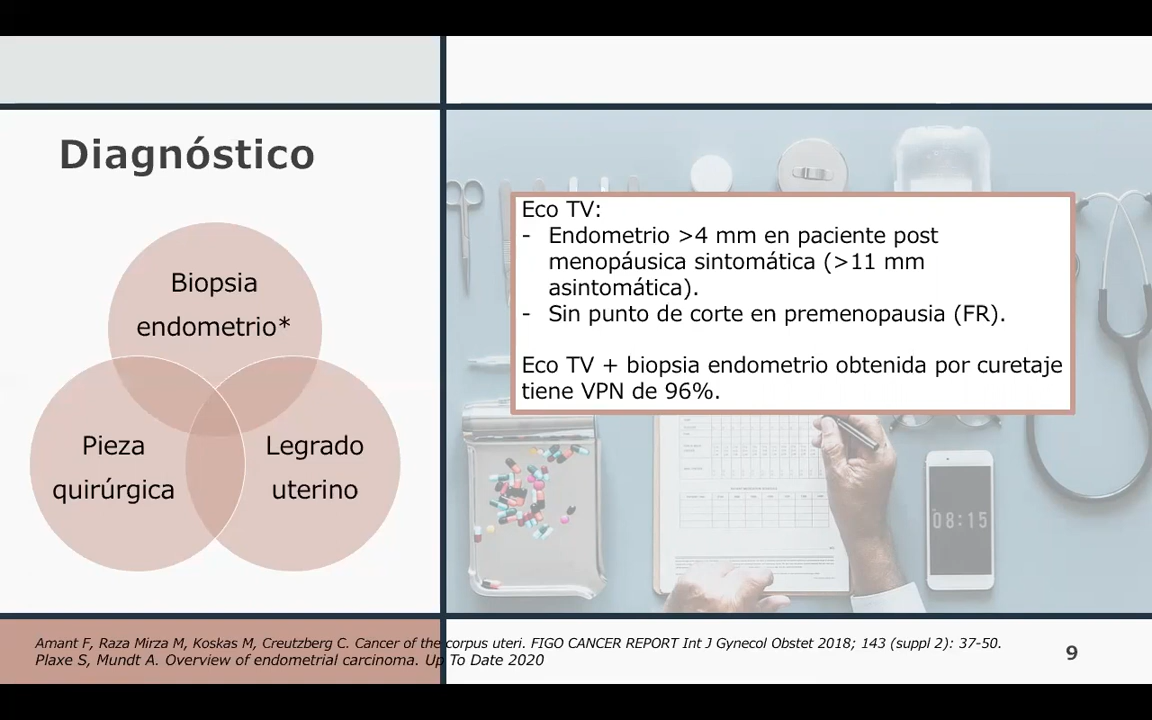 Diagnóstico
Biopsia
endometrio*
Pieza
quirúrgica
Legrado
uterino
Eco TV:
- Endometrio >4 mm en paciente post
menopáusica sintomática (>11 mm
asintomática).
- Sin punto de corte en premenopausia (FR).
Eco TV + biopsia endometrio obtenida por curetaje
tiene VPN de 96%.
08:15
Amant F, Raza Mirza M, Koskas M, Creutzberg C. Cancer of the corpus uteri. FIGO CANCER REPORT Int J Gynecol Obstet 2018; 143 (suppl 2): 37-50.
Plaxe S, Mundt A. Overview of endometrial carcinoma. Up To Date 2020
9